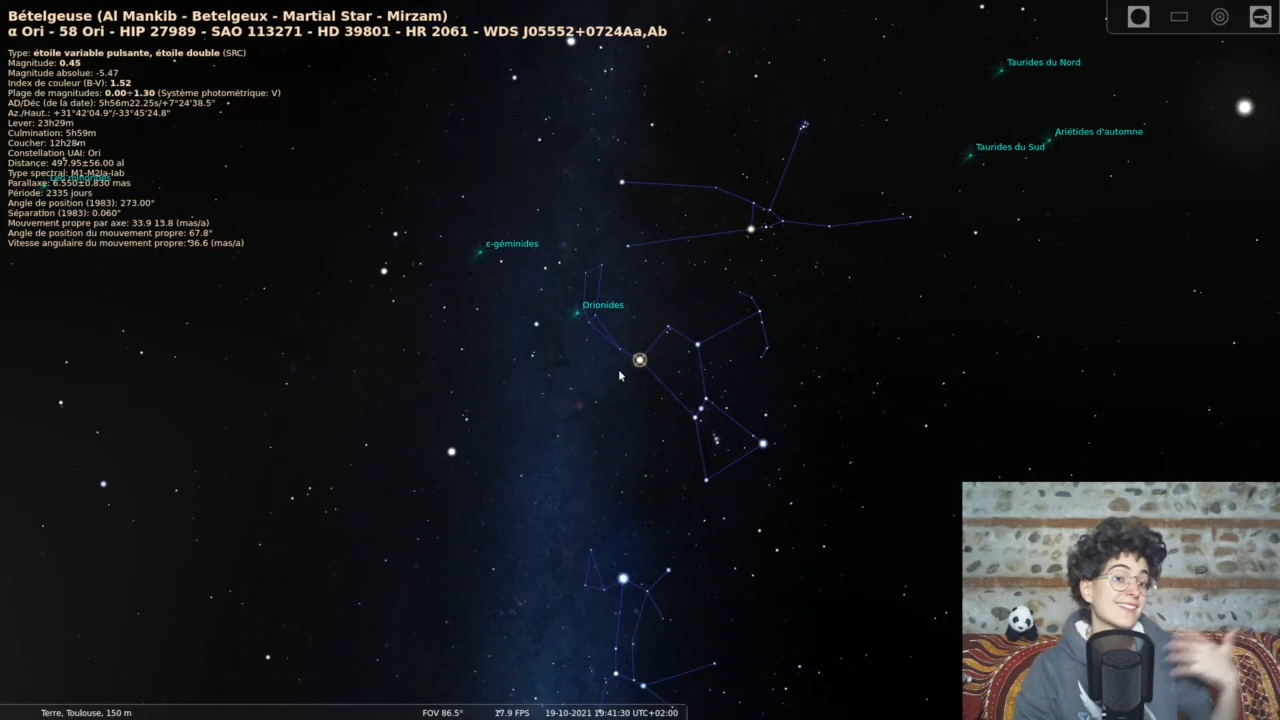 Bételgeuse (Al Mankib - Betelgeux - Martial Star - Mirzam)
α Ori - 58 Ori - HIP 27989 - SAO 113271 - HD 39801 - HR 2061 - WDS J05552+0724Aa,Ab
Type: étoile variable pulsante, étoile double (SRC)
Magnitude: 0.45
Magnitude absolue: -5.47
Index de couleur (B-V): 1.52
Plage de magnitudes: 0.00÷1.30 (Système photométrique: V)
AD/Déc (de la date): 5h56m22.25s/+7°24'38.5"
Az./Haut.: +31°42'04.9"/-33°45'24.8"
Lever: 23h29m
Culmination: 5h59m
Coucher: 12h28m
Constellation UAI: Ori
Distance: 497.95±56.00 al
Type spectral: M1-M2Ia-Iab
Parallaxe: 6.550±0.830 mas
Période: 2335 jours
Angle de position (1983): 273.00°
Séparation (1983): 0.060"
Mouvement propre par axe: 33.9 13.8 (mas/a)
Angle de position du mouvement propre: 67.8°
Vitesse angulaire du mouvement propre: 36.6 (mas/a)
Taurides du Nord
Ariétides d'automne
Taurides du Sud
ε-géminides
Orionides
Terre, Toulouse, 150 m
FOV 86.5°
17.9 FPS
19-10-2021 19:41:30 UTC+02:00